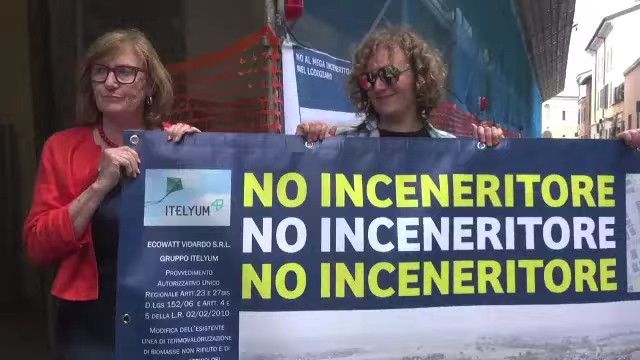 NO AL MEGA INCENERITORE
NEL LODIGIANO
ITELYUM
ECOWATT VIDARDO S.R.L.
GRUPPO ITELYUM
PROVVEDIMENTO
AUTORIZZATIVO UNICO
REGIONALE ARTT.23 E 27BIS
D.LGS 152/06 E ARTT. 4 E
5 DELLA L.R. 02/02/2010
MODIFICA DELL'ESISTENTE
LINEA DI TERMOVALORIZZAZIONE
DI BIOMASSE NON RIFIUTO E DI
NO INCENERITORE
NO INCENERITORE
NO INCENERITORE